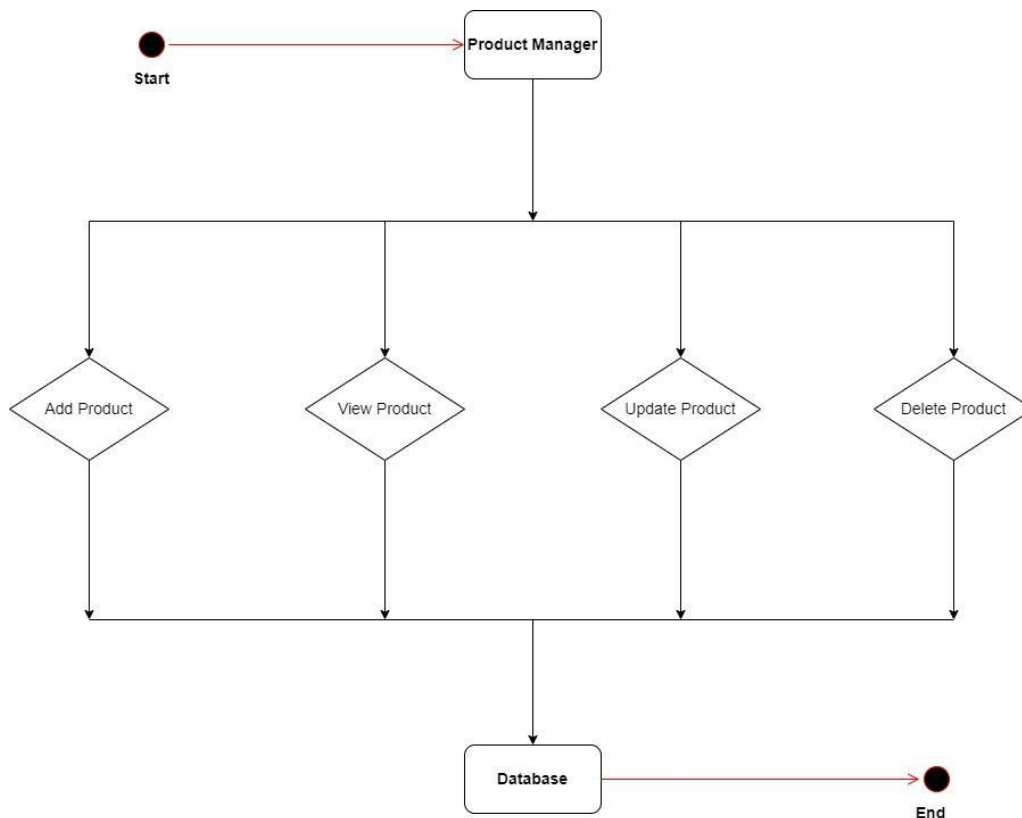 Product Manager
Start
Add Product
View Product
Update Product
Delete Product
Database
End